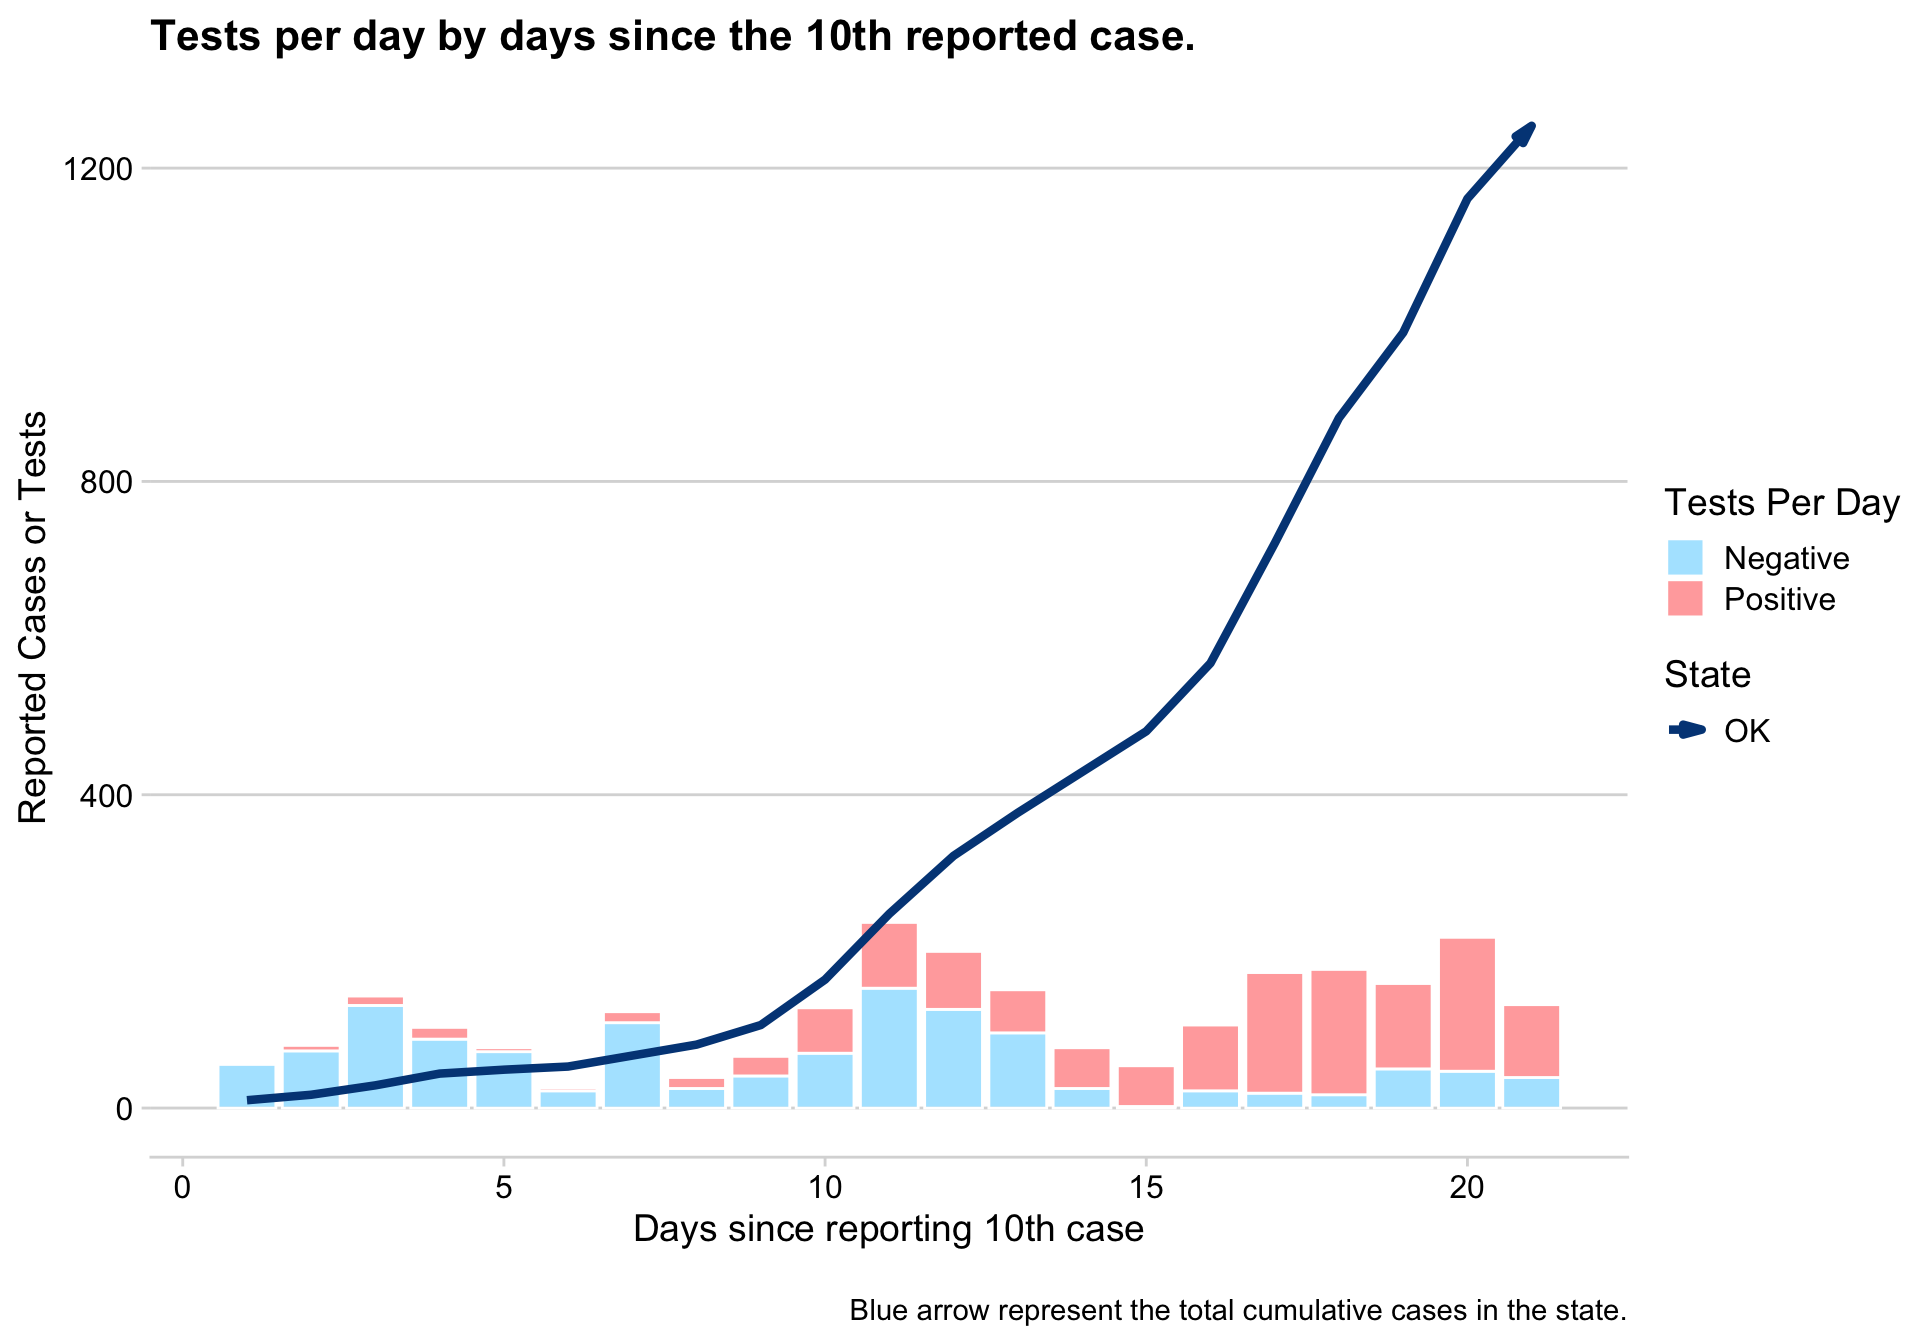 Tests per day by days since the 10th reported case.
Reported Cases or Tests
1200
800
400
0
0 5 10 15 20
Days since reporting 10th case
Tests Per Day
Negative
Positive
State
OK
Blue arrow represent the total cumulative cases in the state.